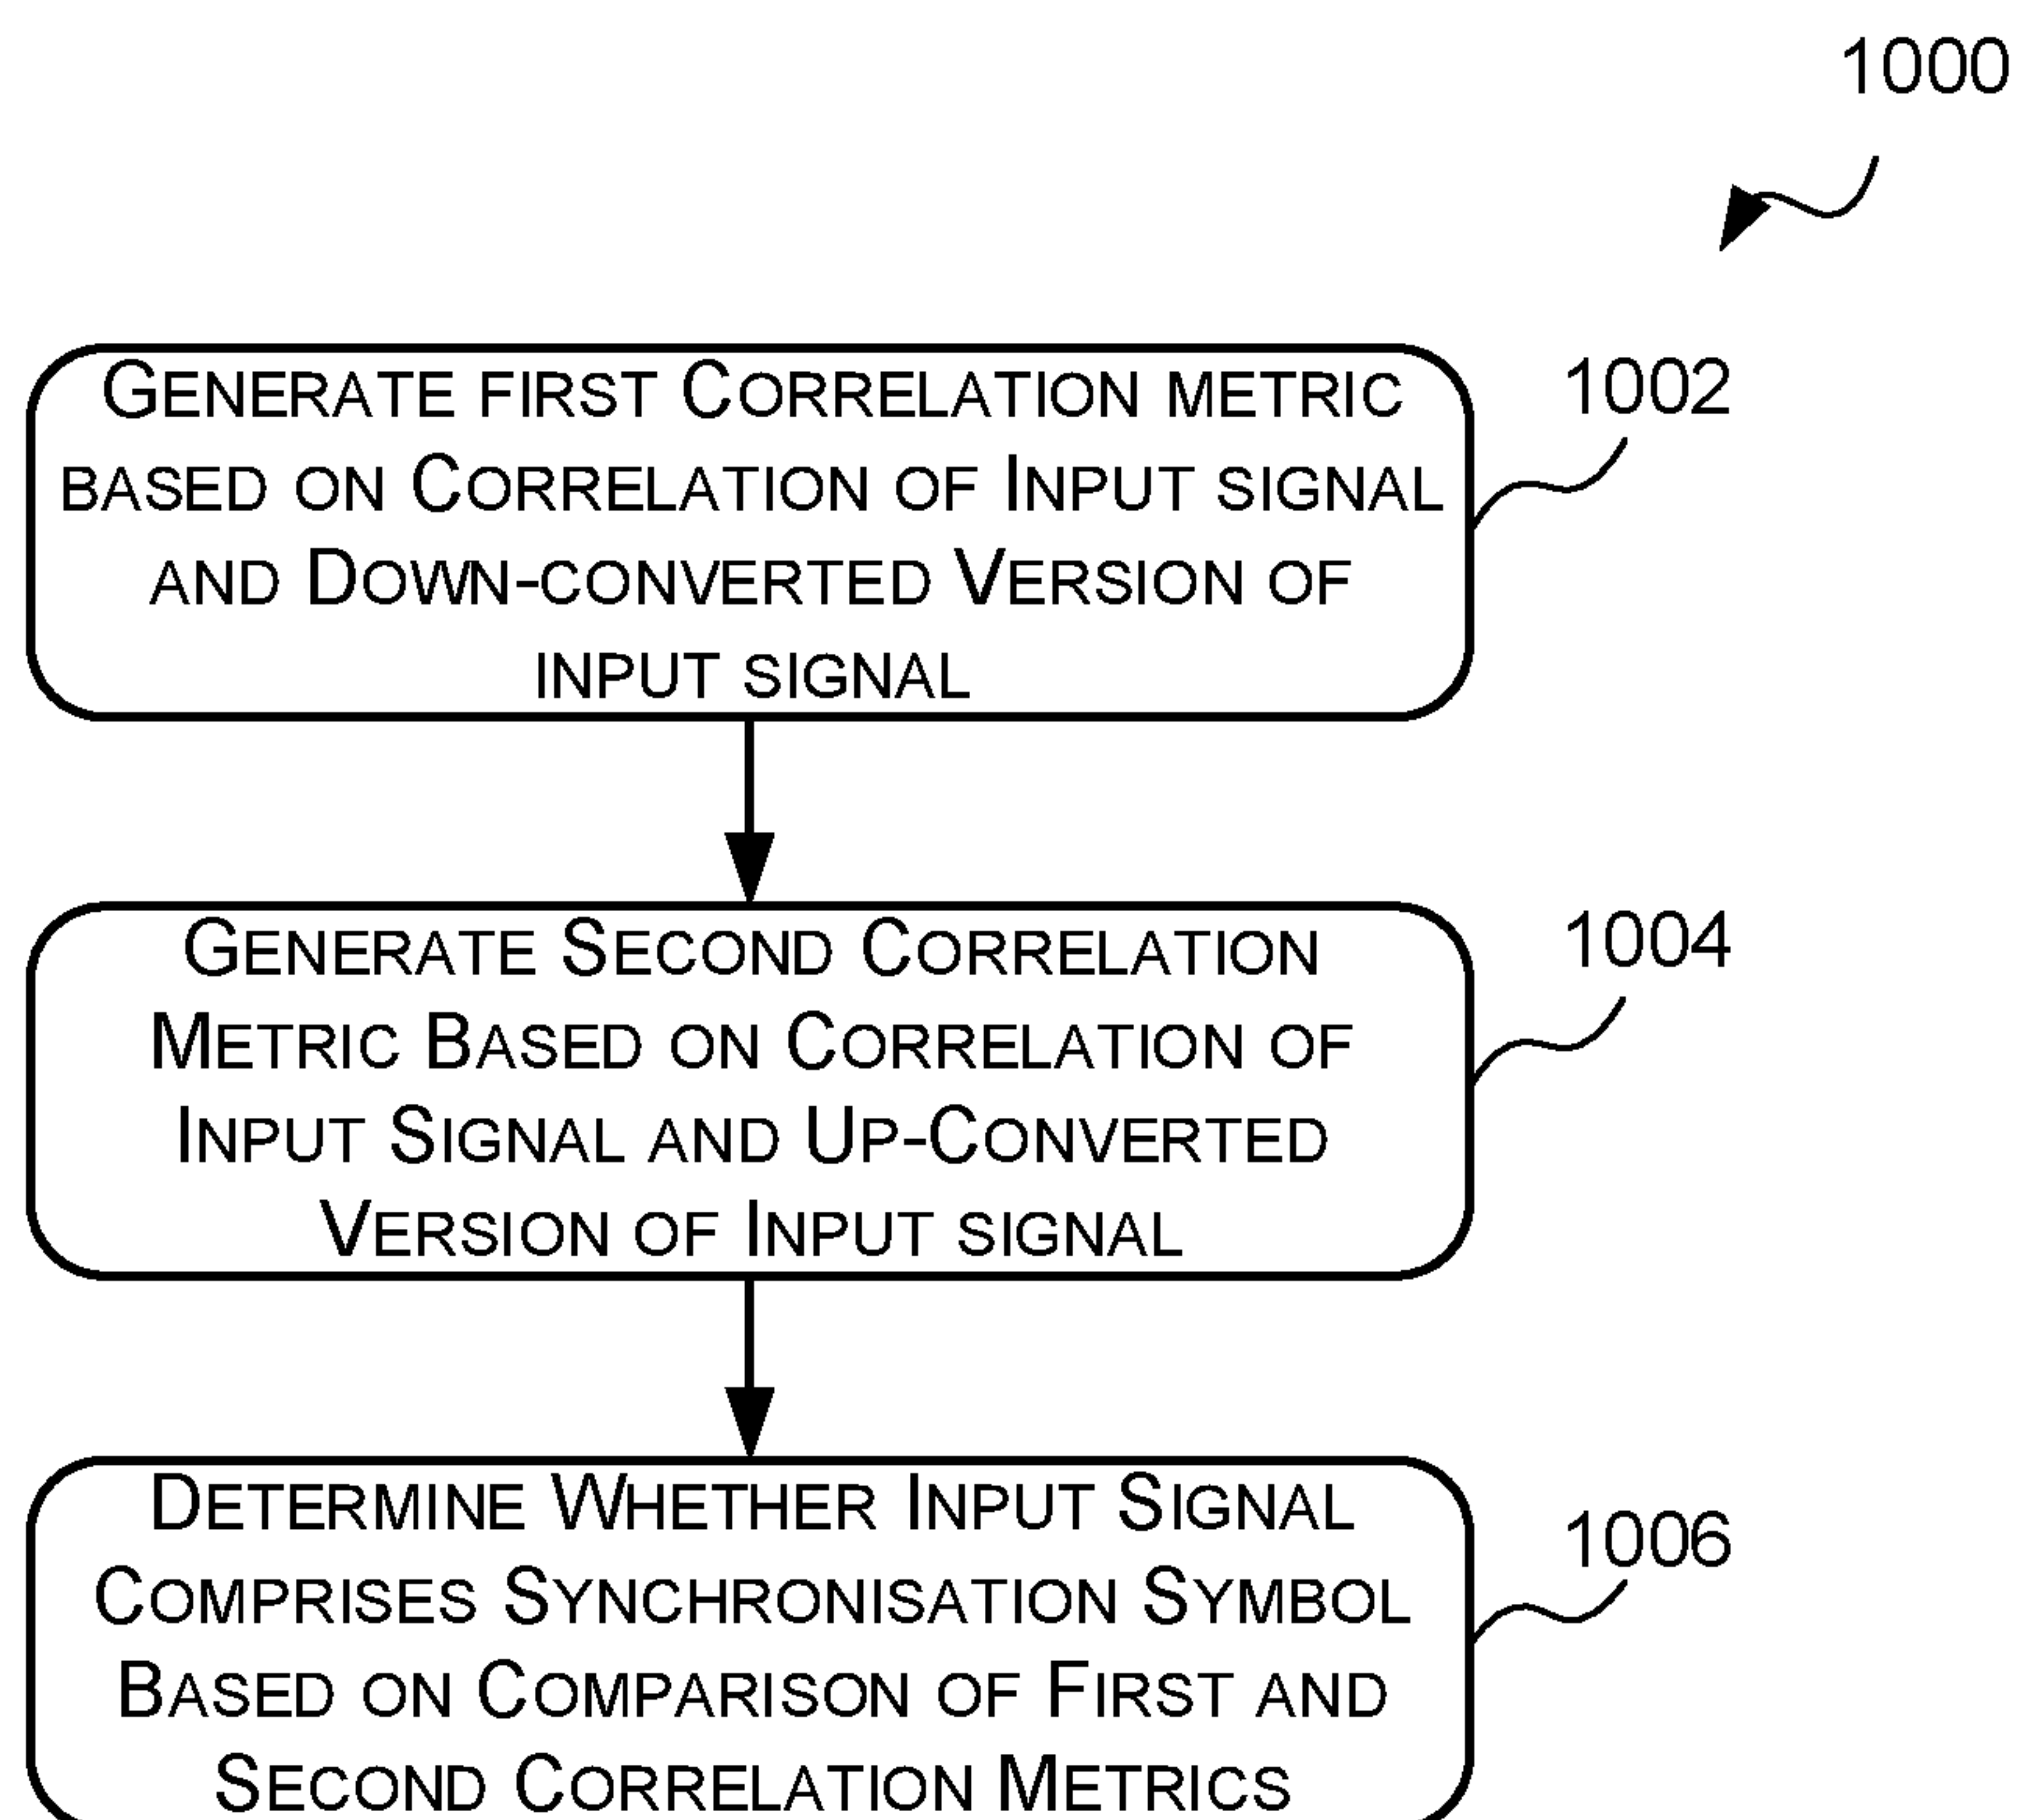 1000
GENERATE FIRST CORRELATION METRIC
BASED ON CORRELATION OF INPUT SIGNAL
AND DOWN-CONVERTED VERSION OF
INPUT SIGNAL
1002
GENERATE SECOND CORRELATION
METRIC BASED ON CORRELATION OF
INPUT SIGNAL AND UP-CONVERTED
VERSION OF INPUT SIGNAL
1004
DETERMINE WHETHER INPUT SIGNAL
COMPRISES SYNCHRONISATION SYMBOL
BASED ON COMPARISON OF FIRST AND
SECOND CORRELATION METRICS
1006